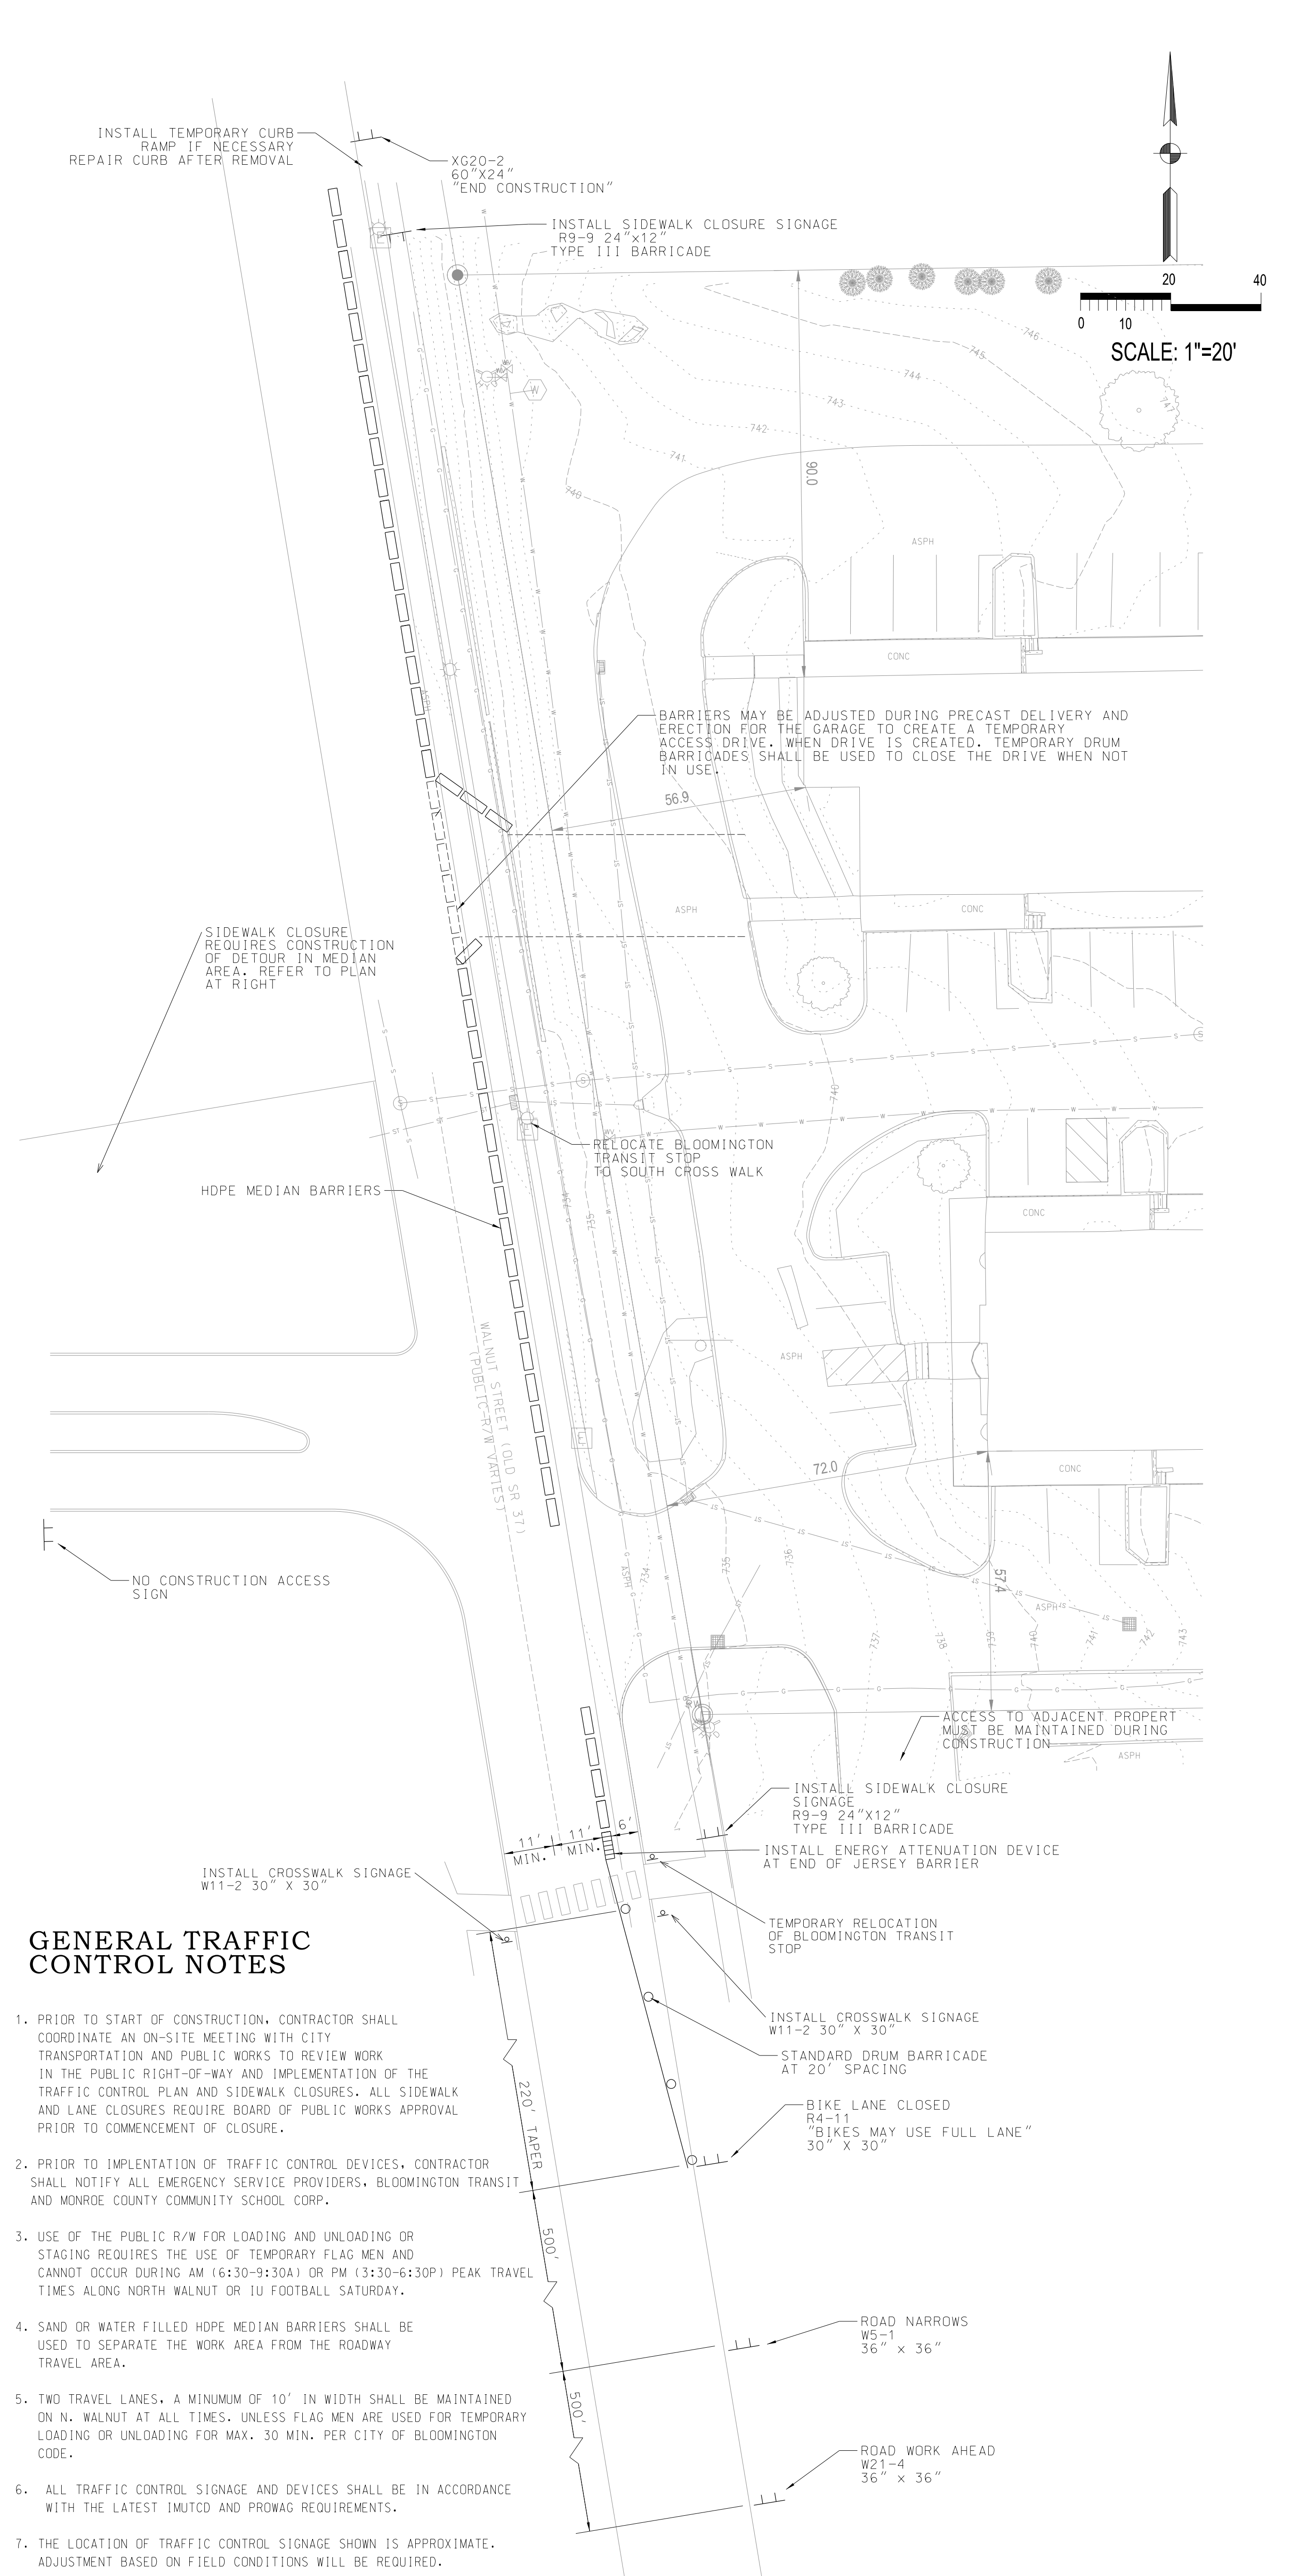 INSTALL TEMPORARY CURB
RAMP IF NECESSARY
REPAIR CURB AFTER REMOVAL
XG20-2
60"X24"
"END CONSTRUCTION"
INSTALL SIDEWALK CLOSURE SIGNAGE
R9-9 24"x12"
TYPE III BARRICADE
20
40
0
10
SCALE: 1"=20'
746
745
744
743
742
741
740
747
90.0
ASPH
CONC
BARRIERS MAY BE ADJUSTED DURING PRECAST DELIVERY AND
ERECTION FOR THE GARAGE TO CREATE A TEMPORARY
ACCESS DRIVE. WHEN DRIVE IS CREATED. TEMPORARY DRUM
BARRICADES SHALL BE USED TO CLOSE THE DRIVE WHEN NOT
IN USE.
ASPH
56.9
ASPH
CONC
SIDEWALK CLOSURE
REQUIRES CONSTRUCTION
OF DETOUR IN MEDIAN
AREA. REFER TO PLAN
AT RIGHT
740
RELOCATE BLOOMINGTON
TRANSIT STOP
TO SOUTH CROSS WALK
HDPE MEDIAN BARRIERS
734
735
CONC
WALNUT STREET (OLD SR 37)
(PUBLIC-R/W VARIES)
ASPH
72.0
CONC
NO CONSTRUCTION ACCESS
SIGN
ASPH
734
735
736
57.4
ASPH
737
738
739
740
741
742
743
ACCESS TO ADJACENT PROPERT
MUST BE MAINTAINED DURING
CONSTRUCTION
ASPH
INSTALL SIDEWALK CLOSURE
SIGNAGE
R9-9 24"X12"
TYPE III BARRICADE
11'
MIN.
11'
MIN.
6'
INSTALL ENERGY ATTENUATION DEVICE
AT END OF JERSEY BARRIER
INSTALL CROSSWALK SIGNAGE
W11-2 30" X 30"
TEMPORARY RELOCATION
OF BLOOMINGTON TRANSIT
STOP
INSTALL CROSSWALK SIGNAGE
W11-2 30" X 30"
STANDARD DRUM BARRICADE
AT 20' SPACING
BIKE LANE CLOSED
R4-11
"BIKES MAY USE FULL LANE"
30" X 30"
220' TAPER
500'
ROAD NARROWS
W5-1
36" x 36"
500'
ROAD WORK AHEAD
W21-4
36" x 36"
GENERAL TRAFFIC
CONTROL NOTES
1. PRIOR TO START OF CONSTRUCTION, CONTRACTOR SHALL
COORDINATE AN ON-SITE MEETING WITH CITY
TRANSPORTATION AND PUBLIC WORKS TO REVIEW WORK
IN THE PUBLIC RIGHT-OF-WAY AND IMPLEMENTATION OF THE
TRAFFIC CONTROL PLAN AND SIDEWALK CLOSURES. ALL SIDEWALK
AND LANE CLOSURES REQUIRE BOARD OF PUBLIC WORKS APPROVAL
PRIOR TO COMMENCEMENT OF CLOSURE.
2. PRIOR TO IMPLENTATION OF TRAFFIC CONTROL DEVICES, CONTRACTOR
SHALL NOTIFY ALL EMERGENCY SERVICE PROVIDERS, BLOOMINGTON TRANSIT
AND MONROE COUNTY COMMUNITY SCHOOL CORP.
3. USE OF THE PUBLIC R/W FOR LOADING AND UNLOADING OR
STAGING REQUIRES THE USE OF TEMPORARY FLAG MEN AND
CANNOT OCCUR DURING AM (6:30-9:30A) OR PM (3:30-6:30P) PEAK TRAVEL
TIMES ALONG NORTH WALNUT OR IU FOOTBALL SATURDAY.
4. SAND OR WATER FILLED HDPE MEDIAN BARRIERS SHALL BE
USED TO SEPARATE THE WORK AREA FROM THE ROADWAY
TRAVEL AREA.
5. TWO TRAVEL LANES, A MINUMUM OF 10' IN WIDTH SHALL BE MAINTAINED
ON N. WALNUT AT ALL TIMES. UNLESS FLAG MEN ARE USED FOR TEMPORARY
LOADING OR UNLOADING FOR MAX. 30 MIN. PER CITY OF BLOOMINGTON
CODE.
6. ALL TRAFFIC CONTROL SIGNAGE AND DEVICES SHALL BE IN ACCORDANCE
WITH THE LATEST IMUTCD AND PROWAG REQUIREMENTS.
7. THE LOCATION OF TRAFFIC CONTROL SIGNAGE SHOWN IS APPROXIMATE.
ADJUSTMENT BASED ON FIELD CONDITIONS WILL BE REQUIRED.